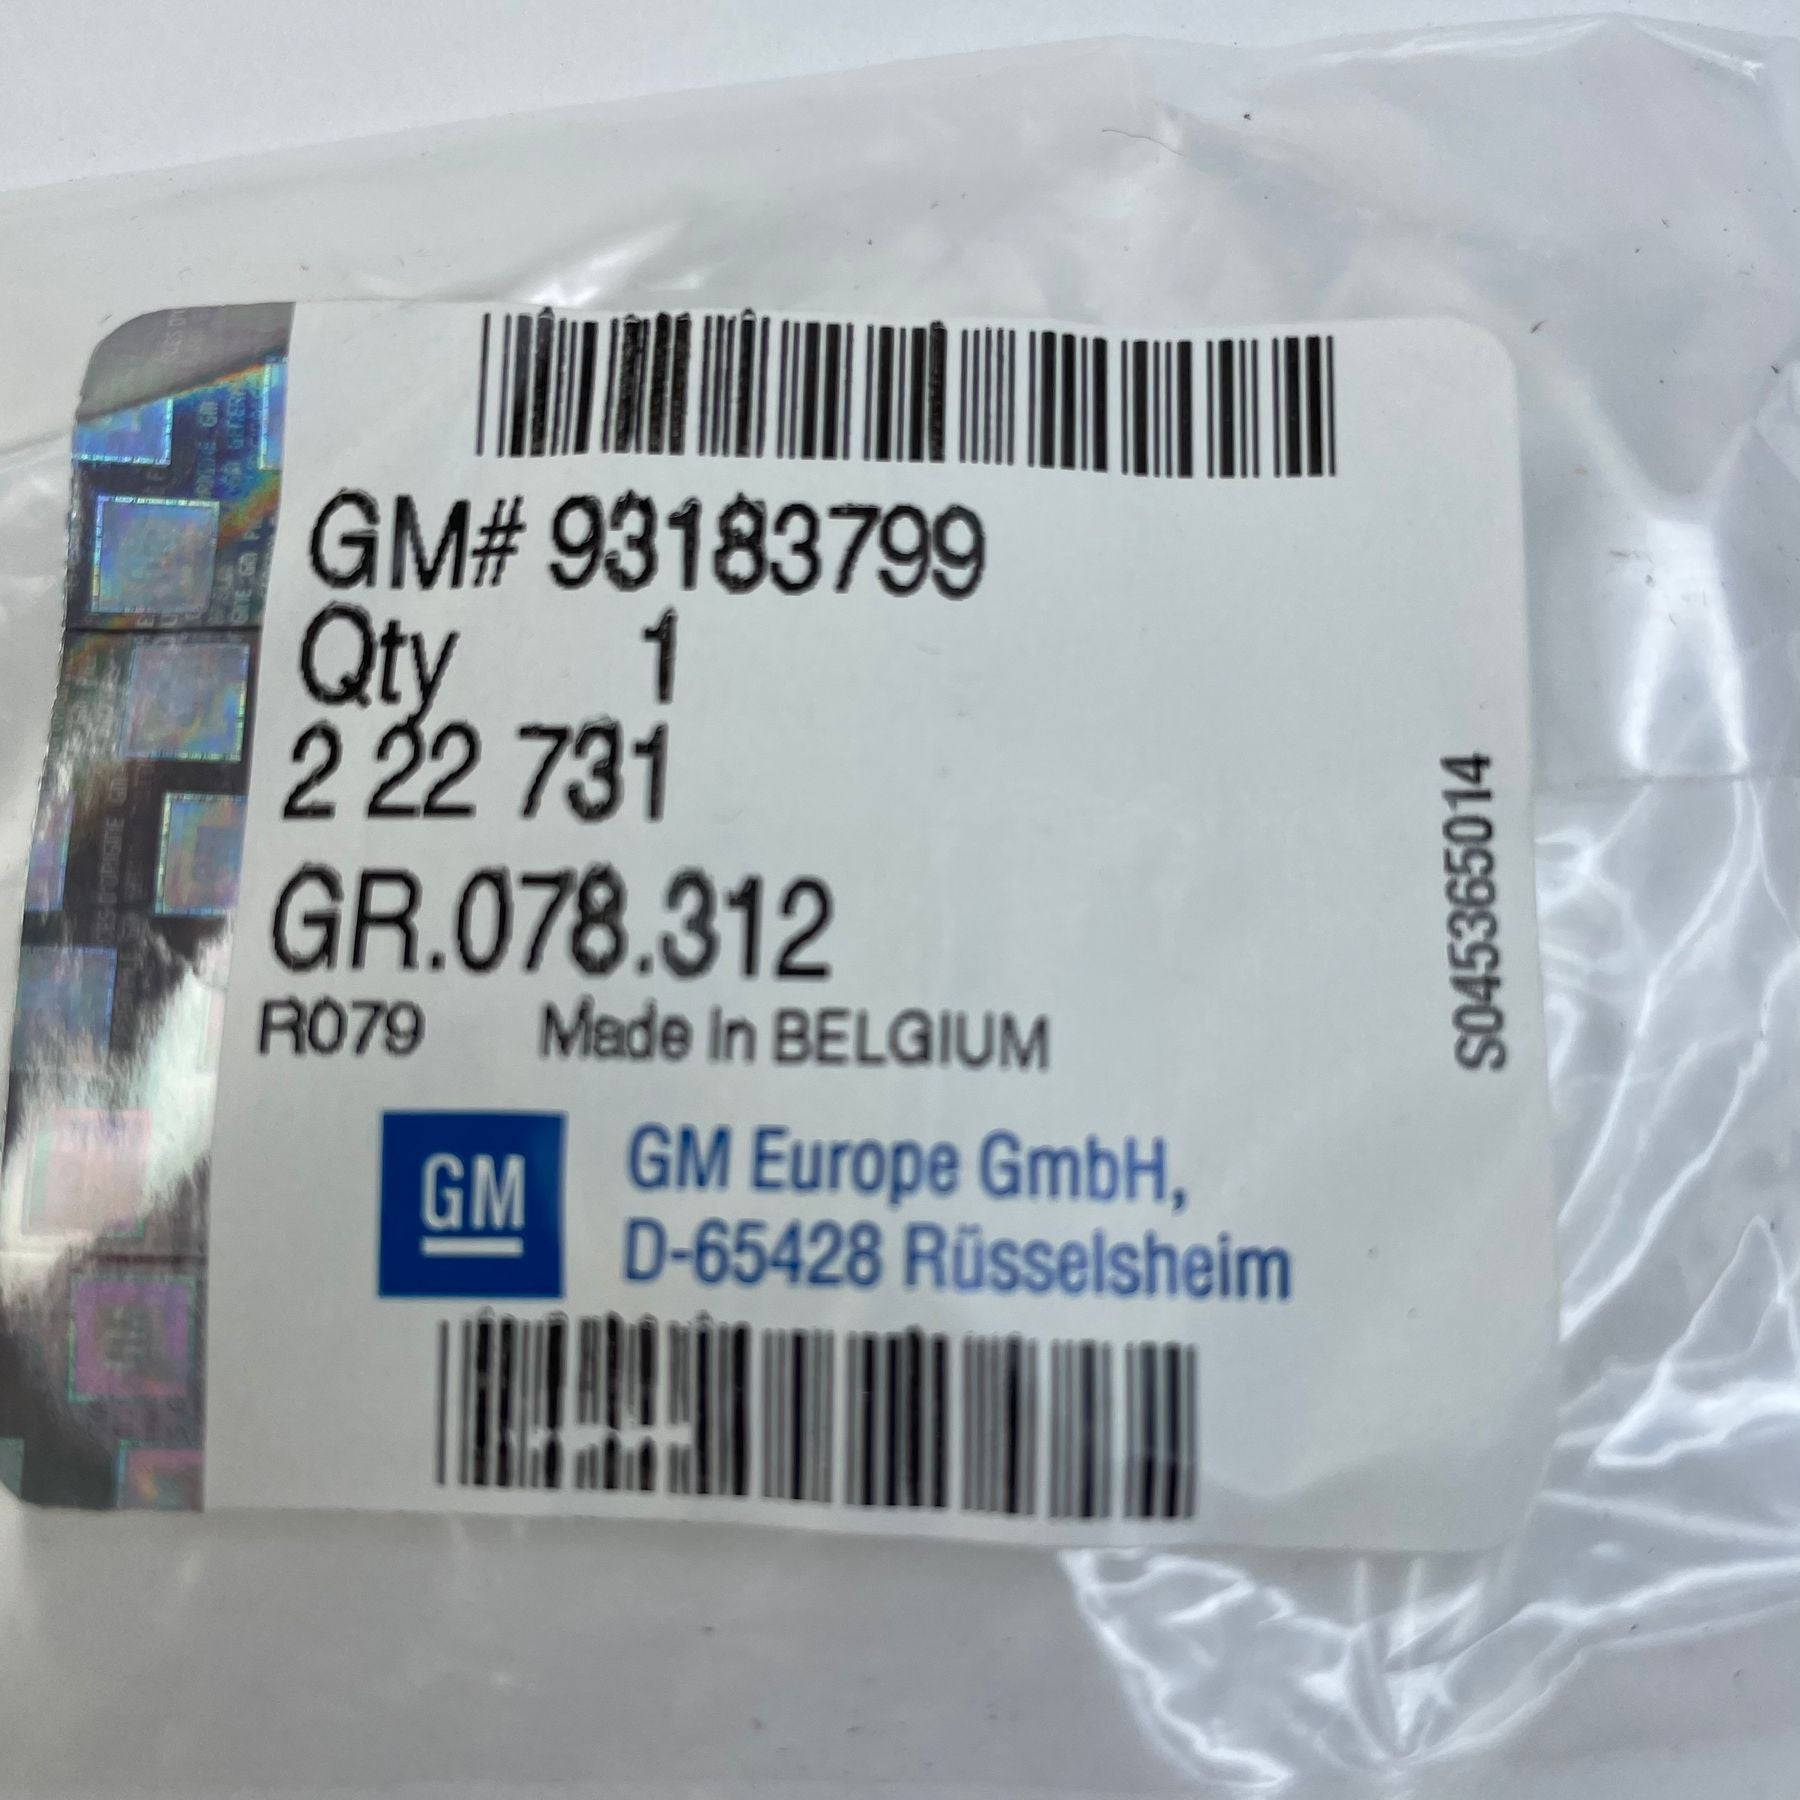 GM# 93183799
Qty 1
2 22 731
GR.078.312
R079 Made in BELGIUM
S045365014
GM
GM Europe GmbH,
D-65428 Rüsselsheim